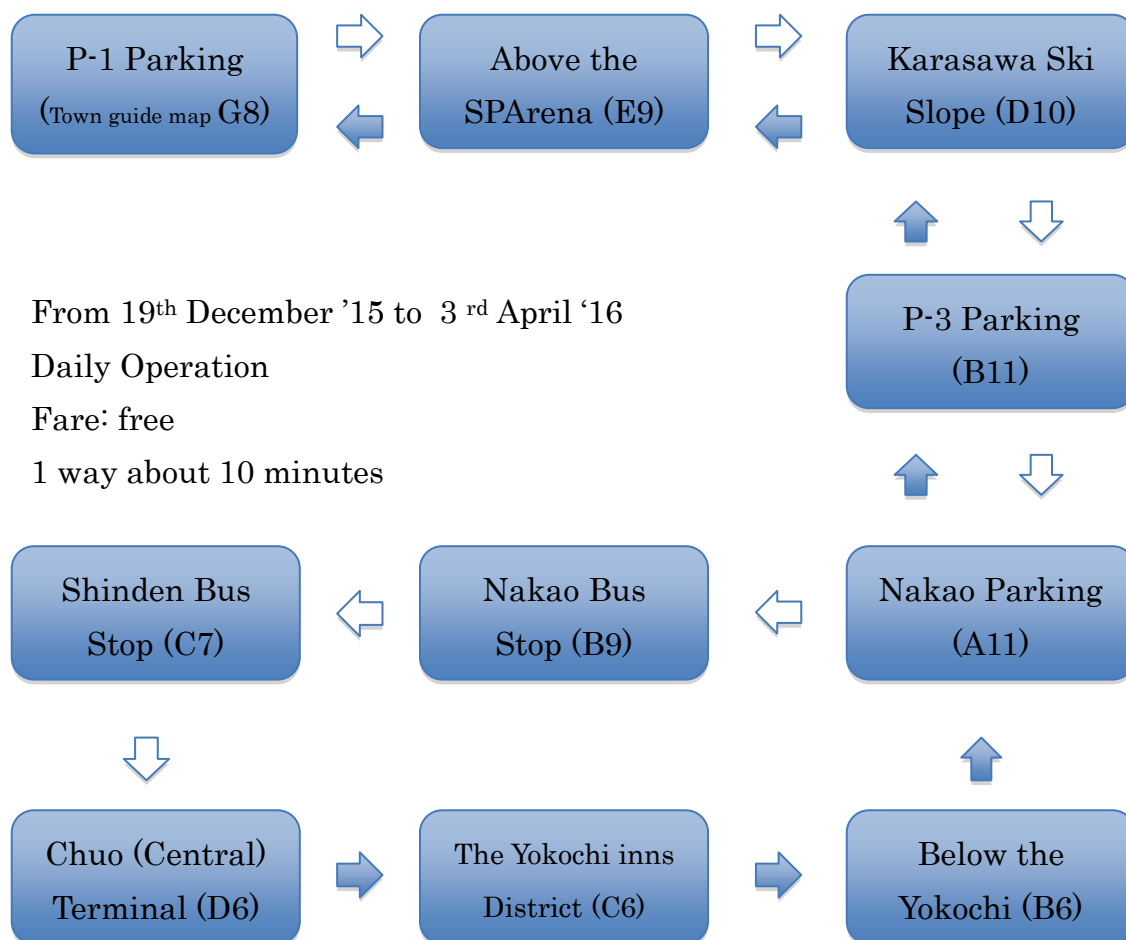 P-1 Parking
(Town guide map G8)
Above the
SPArena (E9)
Karasawa Ski
Slope (D10)
From 19th December ’15 to 3 rd April ‘16
Daily Operation
Fare: free
1 way about 10 minutes
P-3 Parking
(B11)
Shinden Bus
Stop (C7)
Nakao Bus
Stop (B9)
Nakao Parking
(A11)
Chuo (Central)
Terminal (D6)
The Yokochi inns
District (C6)
Below the
Yokochi (B6)